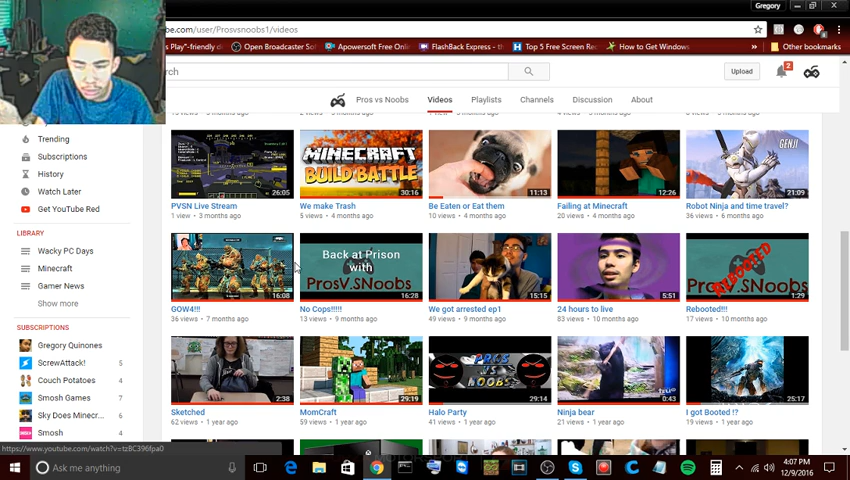 Gregory
be.com/user/Prosvsnoobs1/videos
s Play"-friendly di
Open Broadcaster Sof
Apowersoft Free Onli
FlashBack Express - th
Top 5 Free Screen Rec
How to Get Windows
Other bookmarks
rch
Upload
2
Pros vs Noobs
Videos
Playlists
Channels
Discussion
About
Trending
Subscriptions
History
Watch Later
Get YouTube Red
LIBRARY
Wacky PC Days
Minecraft
Gamer News
Show more
SUBSCRIPTIONS
Gregory Quinones
ScrewAttack! 5
Couch Potatoes 4
Smosh Games 4
Sky Does Minecr... 4
Smosh 4
26:05
PVSN Live Stream
1 view • 3 months ago
MINECRAFT
BUILD BATTLE
30:16
We make Trash
5 views • 4 months ago
11:13
Be Eaten or Eat them
10 views • 4 months ago
12:26
Failing at Minecraft
20 views • 4 months ago
GENJI
21:09
Robot Ninja and time travel?
36 views • 6 months ago
16:08
GOW4!!!
36 views • 7 months ago
Back at Prison
with
ProsV.SNoobs
16:28
No Cops!!!!!
13 views • 9 months ago
15:15
We got arrested ep1
49 views • 9 months ago
5:51
24 hours to live
83 views • 10 months ago
REBOOTED
ProsV.SNoobs
1:29
Rebooted!!!
17 views • 10 months ago
2:38
Sketched
62 views • 1 year ago
29:19
MomCraft
59 views • 1 year ago
PROS
VS
NOOBS
29:14
Halo Party
41 views • 1 year ago
0:43
Ninja bear
21 views • 1 year ago
25:17
I got Booted !?
24 views • 1 year ago
https://www.youtube.com/watch?v=tzBC396fpa0
Ask me anything
4:07 PM
12/9/2016